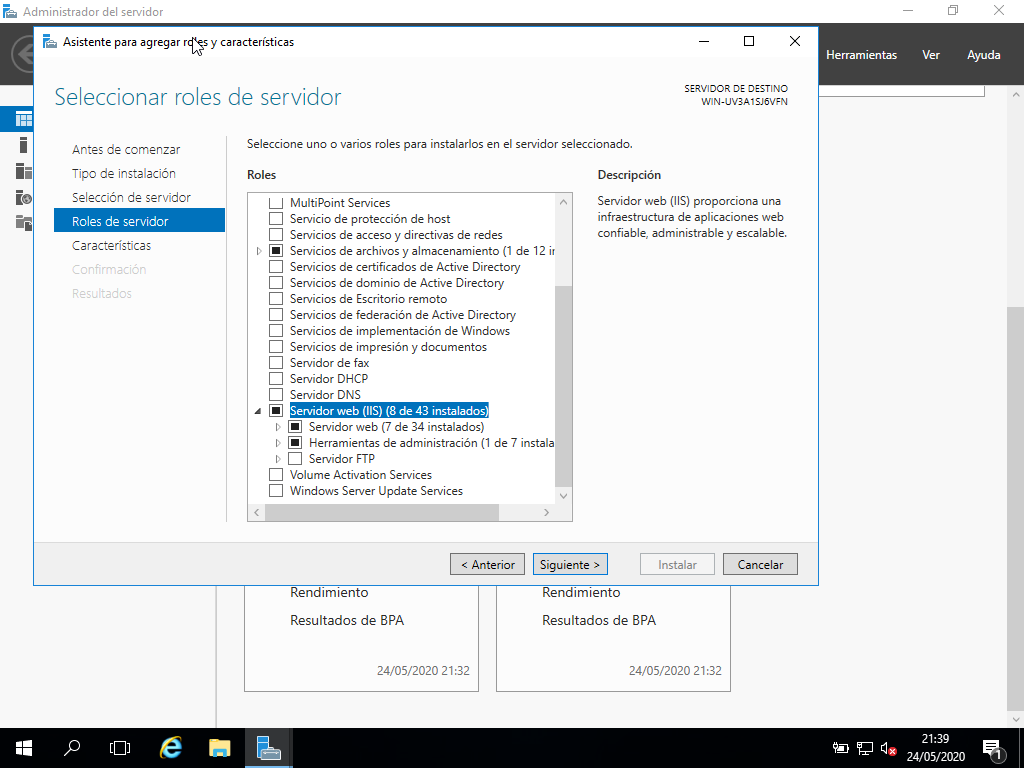 Administrador del servidor
Herramientas Ver Ayuda
Asistente para agregar roles y características
Seleccionar roles de servidor
SERVIDOR DE DESTINO
WIN-UV3A1SJ6VFN
Antes de comenzar
Tipo de instalación
Selección de servidor
Roles de servidor
Características
Confirmación
Resultados
Seleccione uno o varios roles para instalarlos en el servidor seleccionado.
Roles
MultiPoint Services
Servicio de protección de host
Servicios de acceso y directivas de redes
Servicios de archivos y almacenamiento (1 de 12 in
Servicios de certificados de Active Directory
Servicios de dominio de Active Directory
Servicios de Escritorio remoto
Servicios de federación de Active Directory
Servicios de implementación de Windows
Servicios de impresión y documentos
Servidor de fax
Servidor DHCP
Servidor DNS
Servidor web (IIS) (8 de 43 instalados)
Servidor web (7 de 34 instalados)
Herramientas de administración (1 de 7 instala
Servidor FTP
Volume Activation Services
Windows Server Update Services
Descripción
Servidor web (IIS) proporciona una
infraestructura de aplicaciones web
confiable, administrable y escalable.
< Anterior
Siguiente >
Instalar
Cancelar
Rendimiento
Resultados de BPA
24/05/2020 21:32
Rendimiento
Resultados de BPA
24/05/2020 21:32
21:39
24/05/2020
1